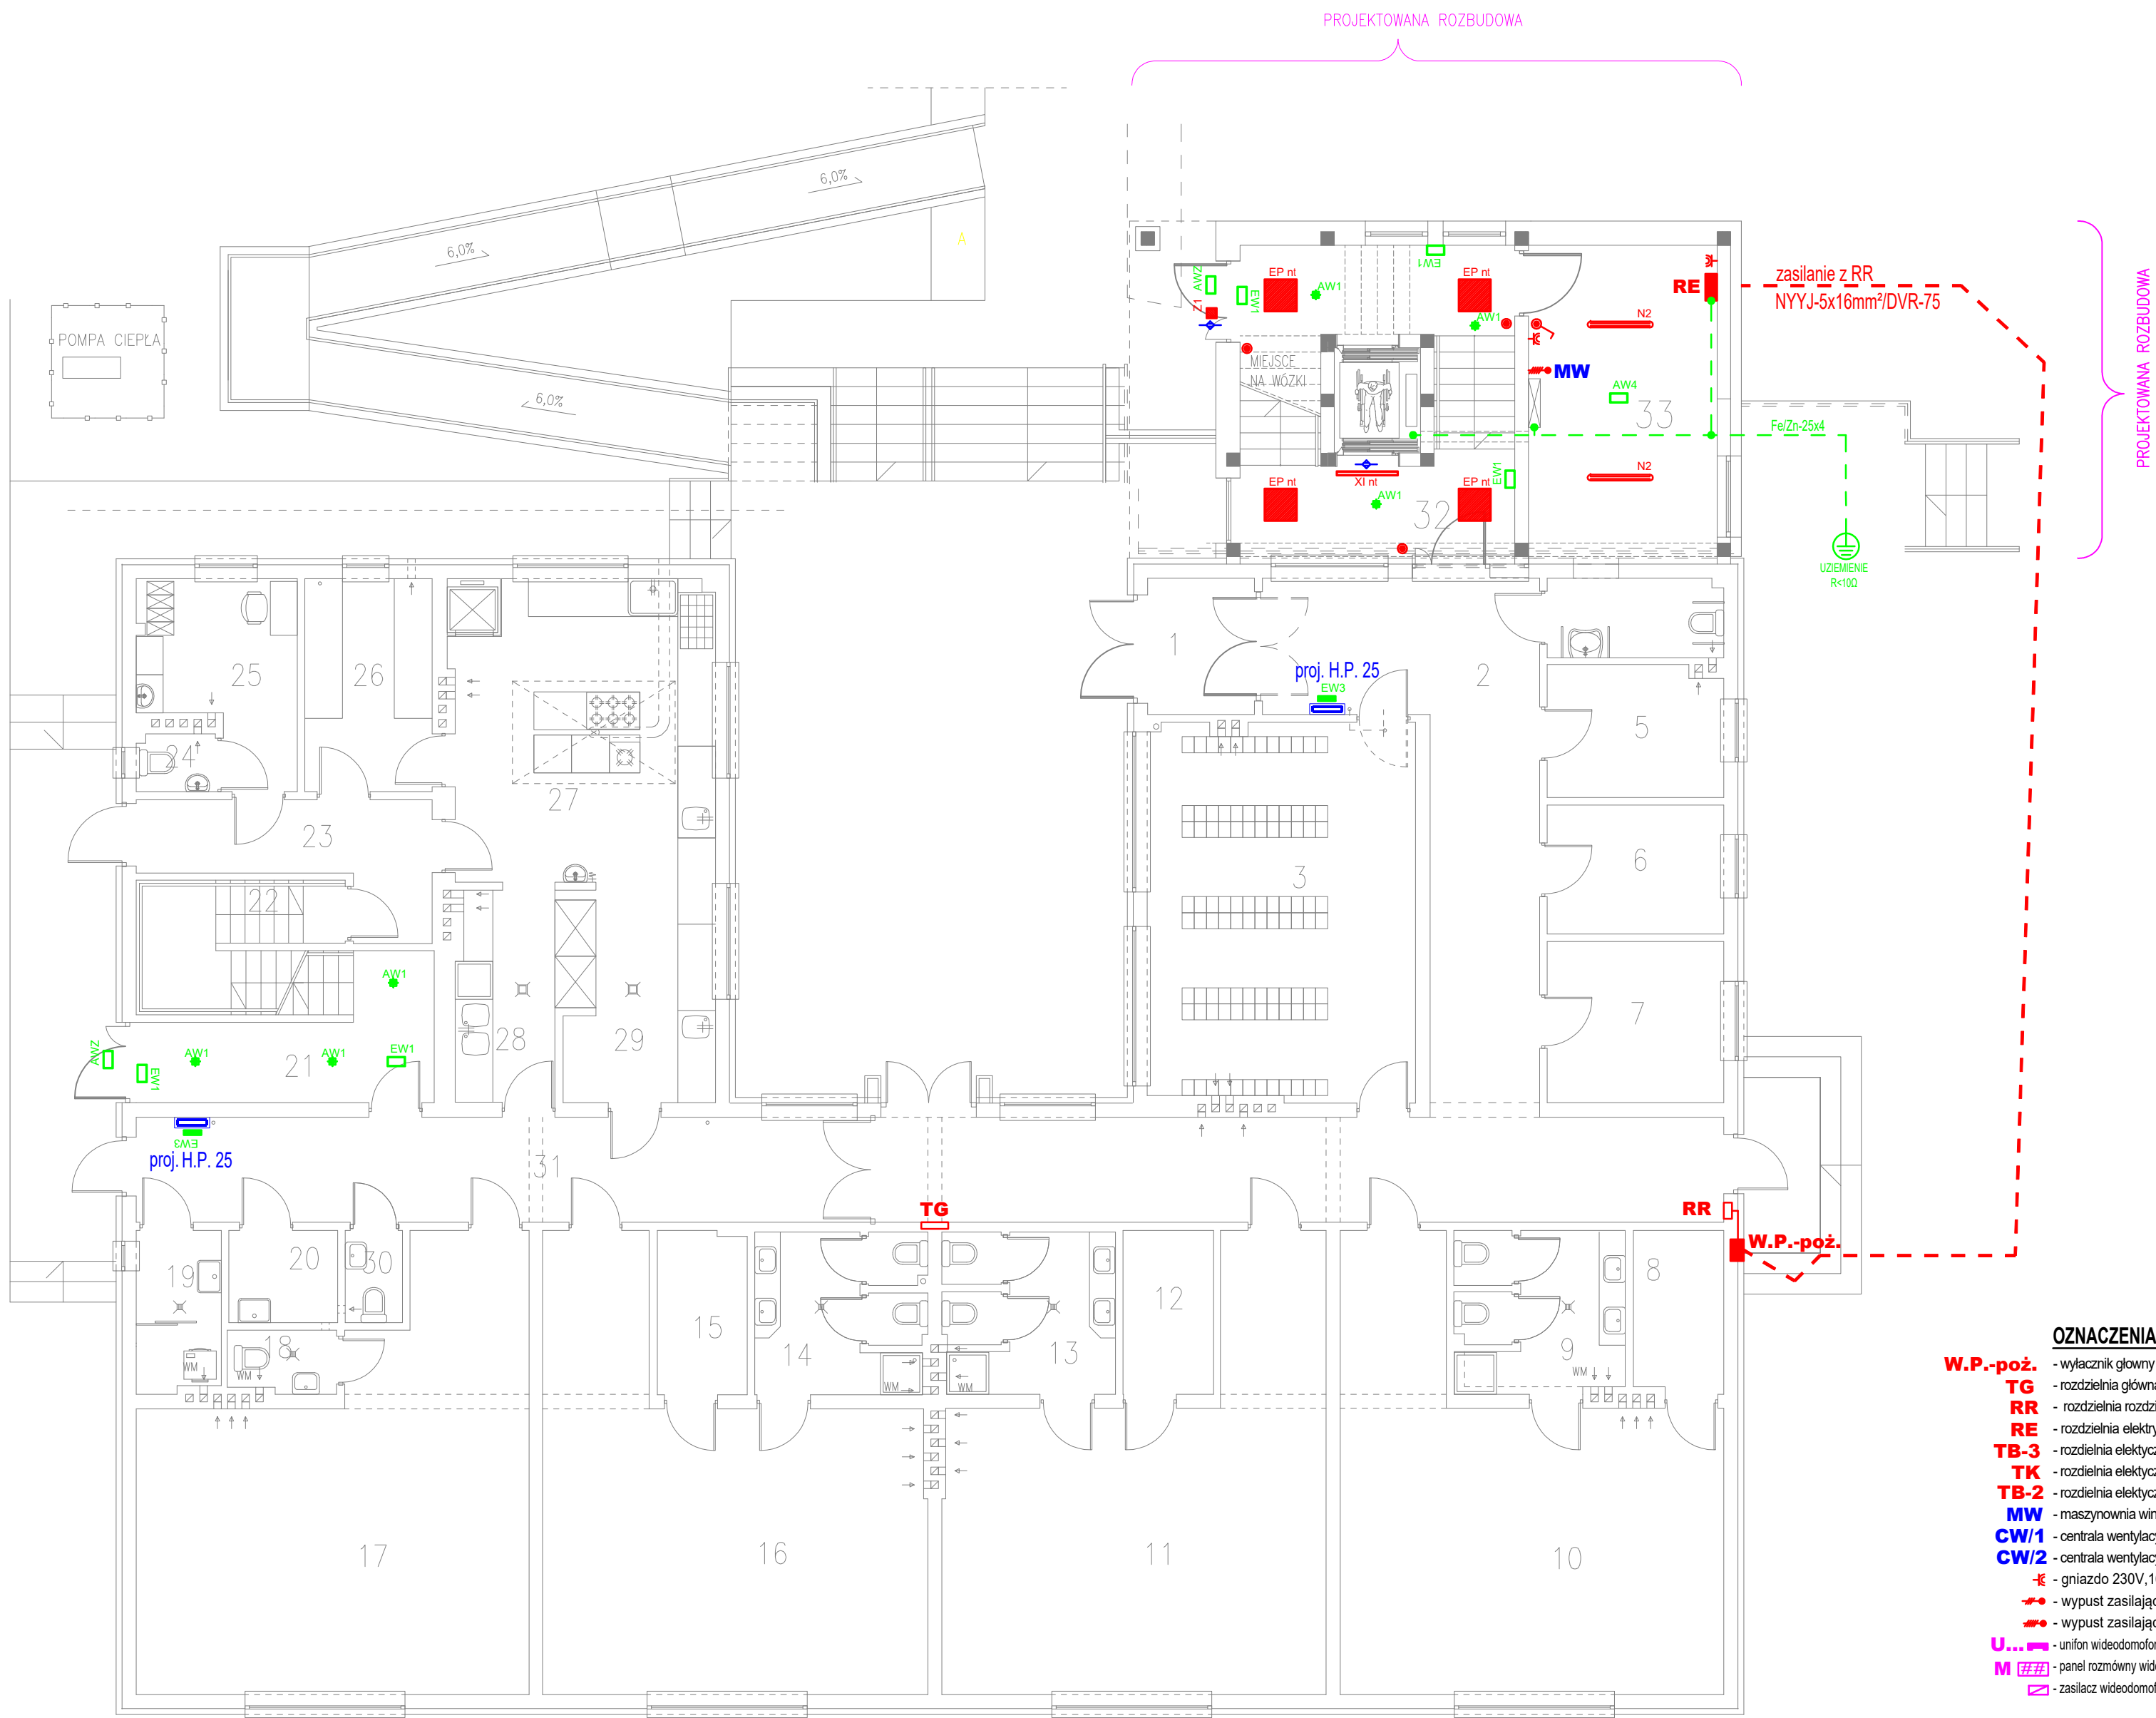 PROJEKTOWANA ROZBUDOWA
6,0%
6,0%
6,0%
A
POMPA CIEPŁA
PROJEKTOWANA ROZBUDOWA
AWZ
EW1
Z1
EP nt
AW1
EW1
EP nt
AW1
RE
zasilanie z RR
NYYJ-5x16mm²/DVR-75
N2
MIEJSCE
NA WÓZKI
MW
AW4
33
Fe/Zn-25x4
N2
EP nt
XI nt
AW1
EP nt
EW1
32
UZIEMIENIE
R<10Ω
1
2
proj. H.P. 25
EW3
25
26
24
27
5
23
6
3
22
7
AW1
28
29
AWZ
EW1
AW1
AW1
EW1
21
EW3
proj. H.P. 25
31
TG
RR
W.P.-poż.
19
20
30
18
WM
WM
15
14
WM
13
WM
12
9
WM
8
17
16
11
10
OZNACZENIA
W.P.-poż. - wyłacznik głowny
TG - rozdzielnia główna
RR - rozdzielnia rozdzi
RE - rozdzielnia elektry
TB-3 - rozdielnia elektycz
TK - rozdielnia elektycz
TB-2 - rozdielnia elektycz
MW - maszynownia win
CW/1 - centrala wentylac
CW/2 - centrala wentylac
- gniazdo 230V,1
- wypust zasilając
- wypust zasilając
U... - unifon wideodomofon
M ## - panel rozmówny wide
- zasilacz wideodomof